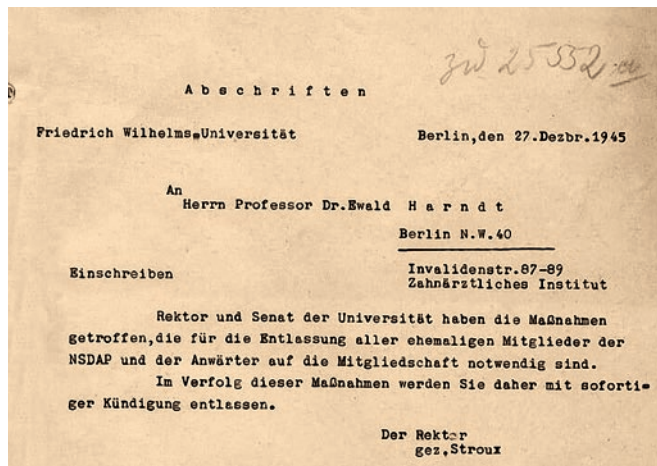 zu 25552
Abschriften
Friedrich Wilhelms-Universität Berlin,den 27.Dezbr.1945
An
Herrn Professor Dr.Ewald Harndt
Berlin N.W.40
Einschreiben Invalidenstr.87-89
Zahnärztliches Institut
Rektor und Senat der Universität haben die Maßnahmen
getroffen,die für die Entlassung aller ehemaligen Mitglieder der
NSDAP und der Anwärter auf die Mitgliedschaft notwendig sind.
Im Verfolg dieser Maßnahmen werden Sie daher mit soforti-
ger Kündigung entlassen.
Der Rektor
gez.Stroux